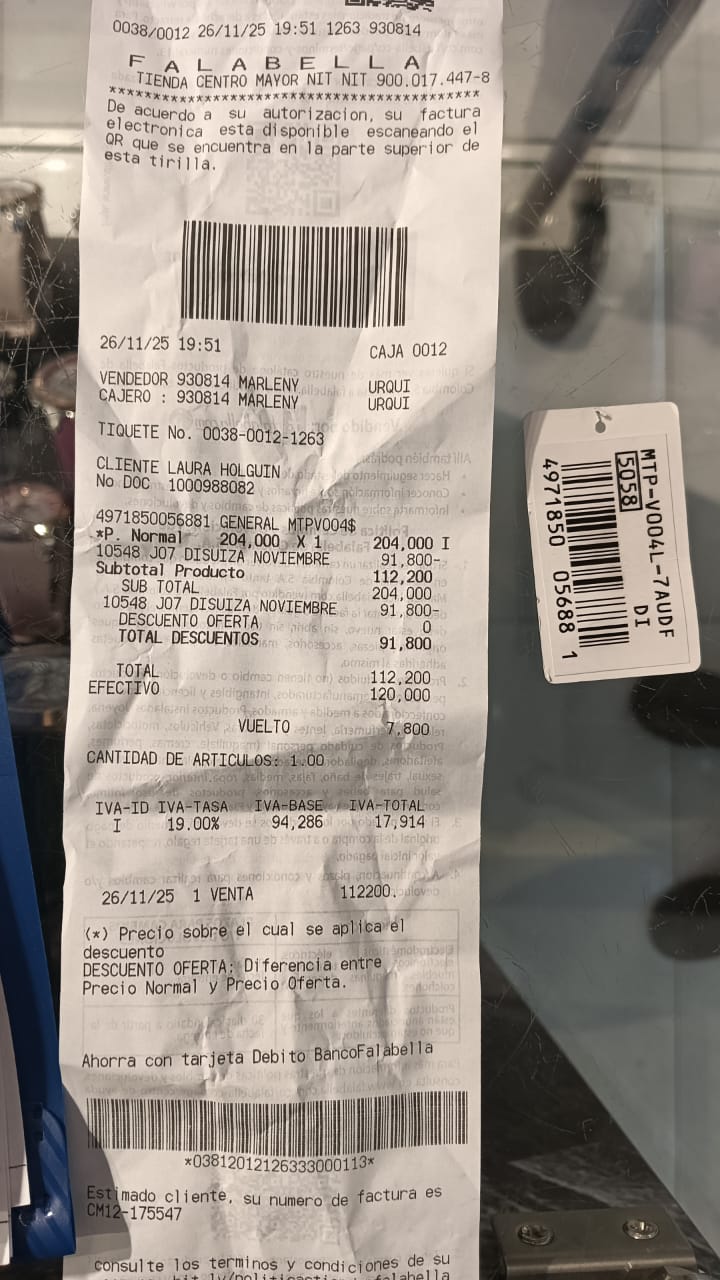 0038/0012 26/11/25 19:51 1263 930814
F A L A B E L L A
TIENDA CENTRO MAYOR NIT NIT 900.017.447-8
******************************************
De acuerdo a su autorizacion, su factura
electronica esta disponible escaneando el
QR que se encuentra en la parte superior de
esta tirilla.
26/11/25 19:51 CAJA 0012
VENDEDOR 930814 MARLENY URQUI
CAJERO : 930814 MARLENY URQUI
TIQUETE No. 0038-0012-1263
CLIENTE LAURA HOLGUIN
No DOC 1000988082
4971850056881 GENERAL MTPV004$
*P. Normal 204,000 X 1 204,000 I
10548 J07 DISUIZA NOVIEMBRE 91,800-
Subtotal Producto 112,200
SUB TOTAL 204,000
10548 J07 DISUIZA NOVIEMBRE 91,800-
DESCUENTO OFERTA 0
TOTAL DESCUENTOS 91,800
TOTAL 112,200
EFECTIVO 120,000
VUELTO 7,800
CANTIDAD DE ARTICULOS: 1.00
IVA-ID IVA-TASA IVA-BASE IVA-TOTAL
I 19.00% 94,286 17,914
26/11/25 1 VENTA 112200.
(*) Precio sobre el cual se aplica el
descuento
DESCUENTO OFERTA: Diferencia entre
Precio Normal y Precio Oferta.
Ahorra con tarjeta Debito BancoFalabella
*03812012126333000113*
Estimado cliente, su numero de factura es
CM12-175547
consulte los terminos y condiciones de su
MTP-V004L-7AUDF
5058 DI
4971850 05688 1